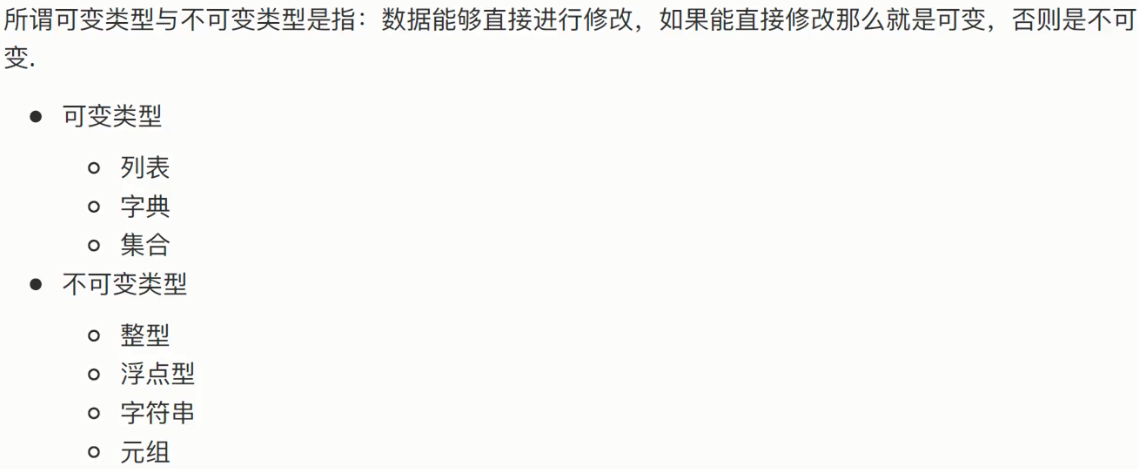 所谓可变类型与不可变类型是指：数据能够直接进行修改，如果能直接修改那么就是可变，否则是不可
变.
可变类型
列表
字典
集合
不可变类型
整型
浮点型
字符串
元组